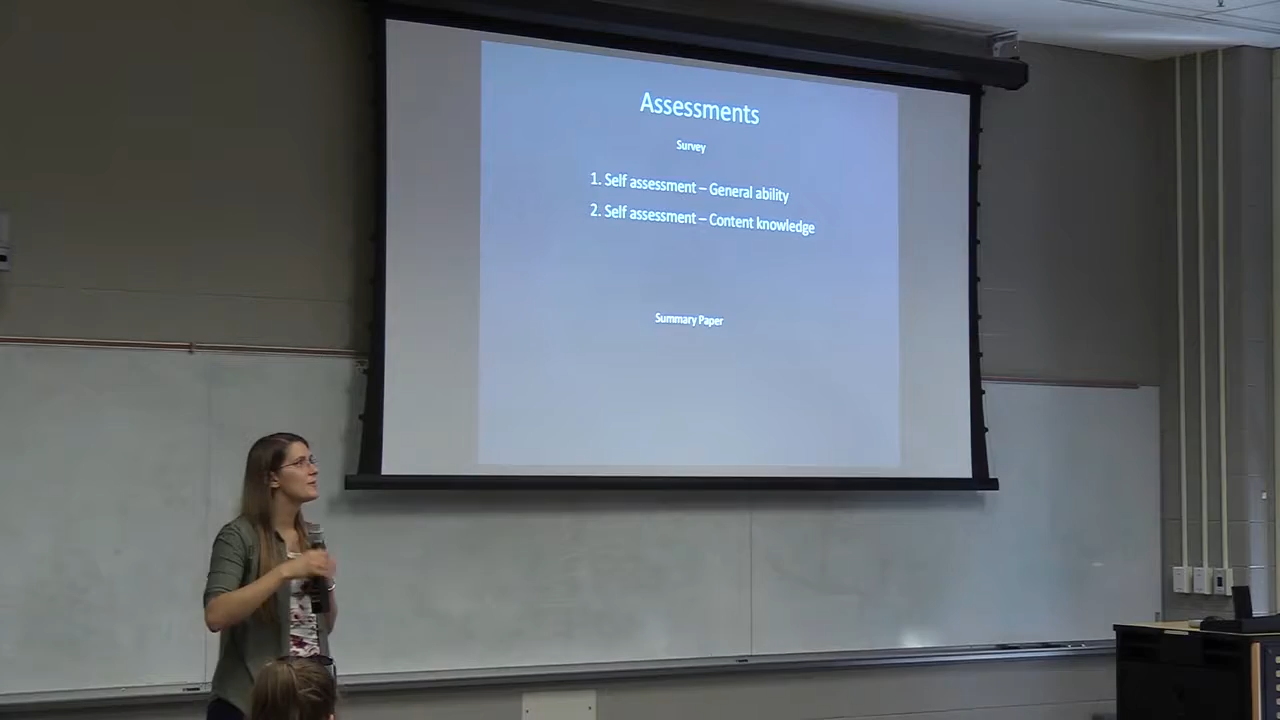 Assessments
Survey
1. Self assessment – General ability
2. Self assessment – Content knowledge
Summary Paper